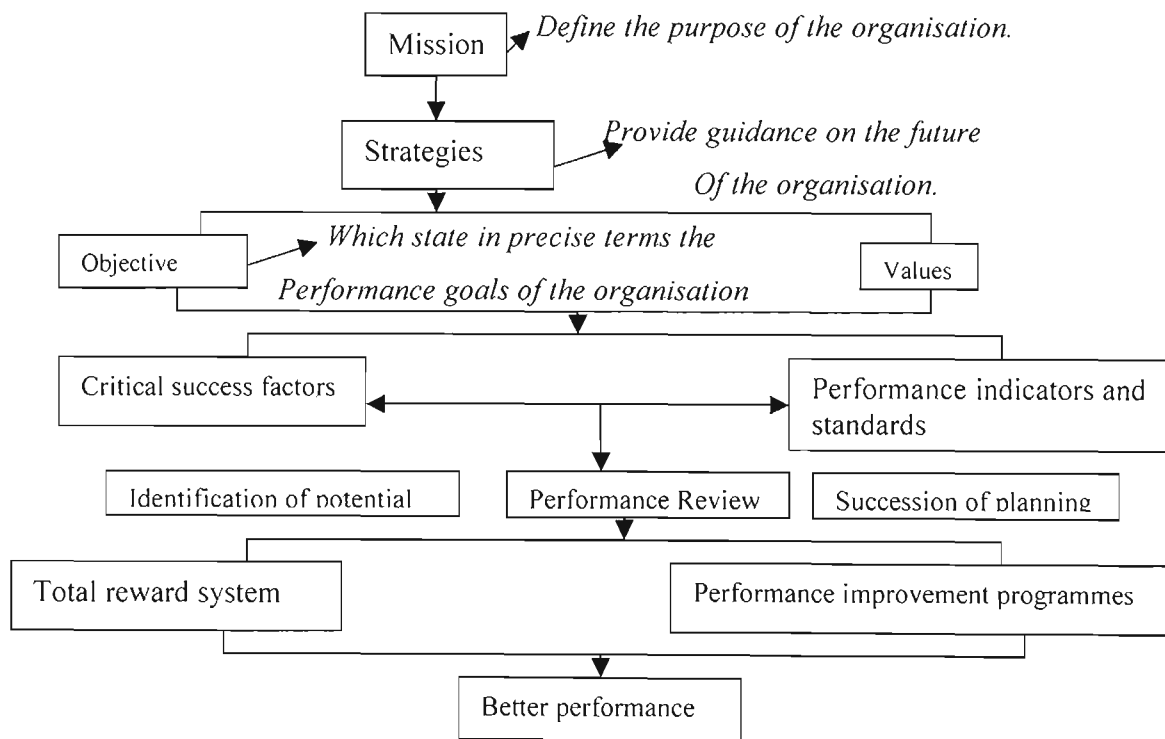 Mission
Define the purpose of the organisation.
Strategies
Provide guidance on the future
Of the organisation.
Objective
Which state in precise terms the
Performance goals of the organisation
Values
Critical success factors
Performance indicators and
standards
Identification of potential
Performance Review
Succession of planning
Total reward system
Performance improvement programmes
Better performance